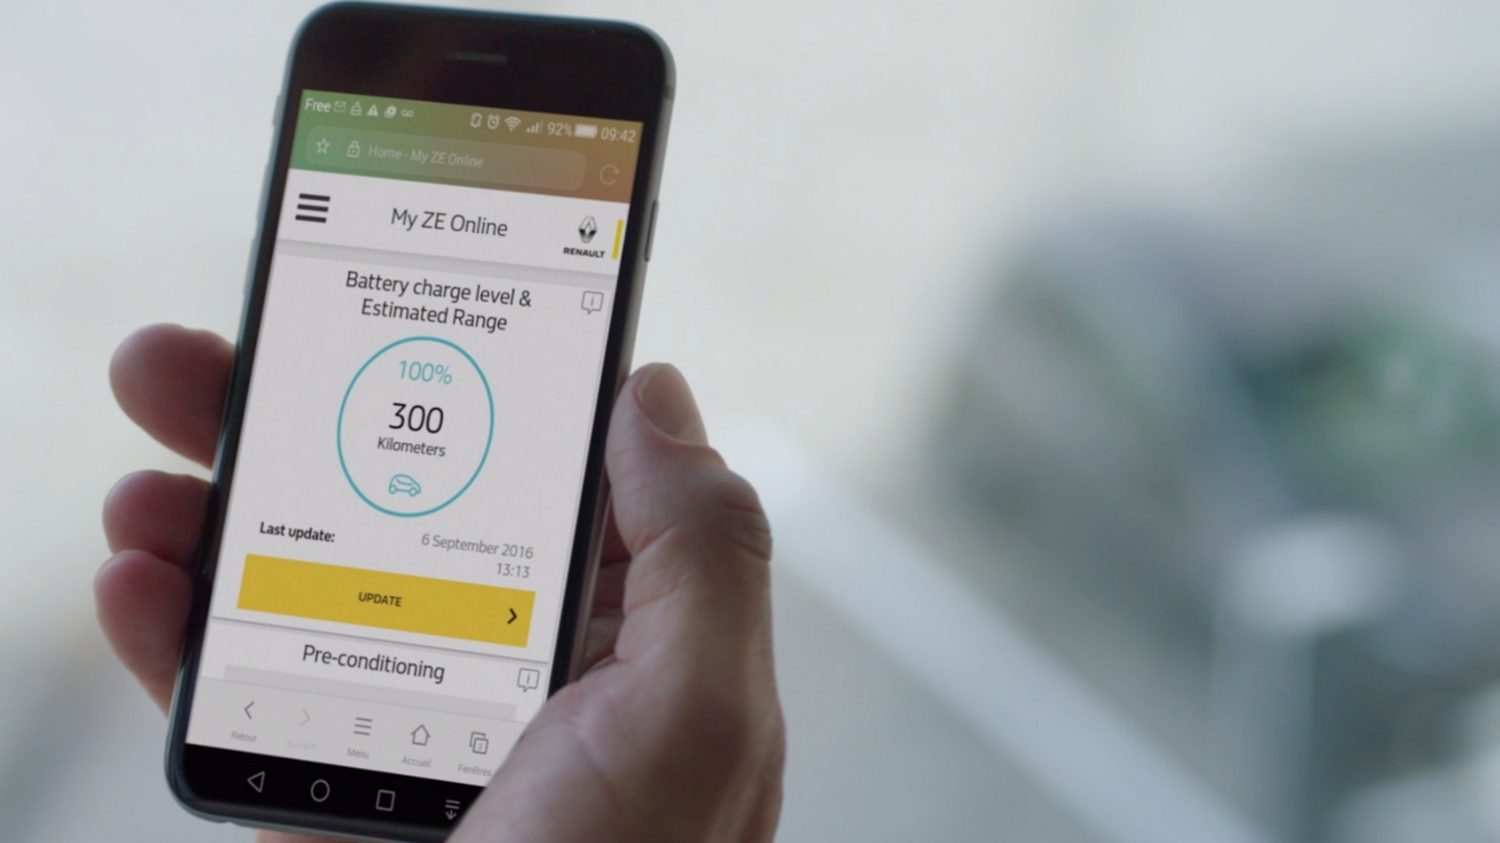 Free 92% 09:42
Home - My ZE Online
My ZE Online
RENAULT
Battery charge level &
Estimated Range
100%
300
Kilometers
Last update: 6 September 2016
13:13
UPDATE
Pre-conditioning
Retour Menu Accueil Fenêtres